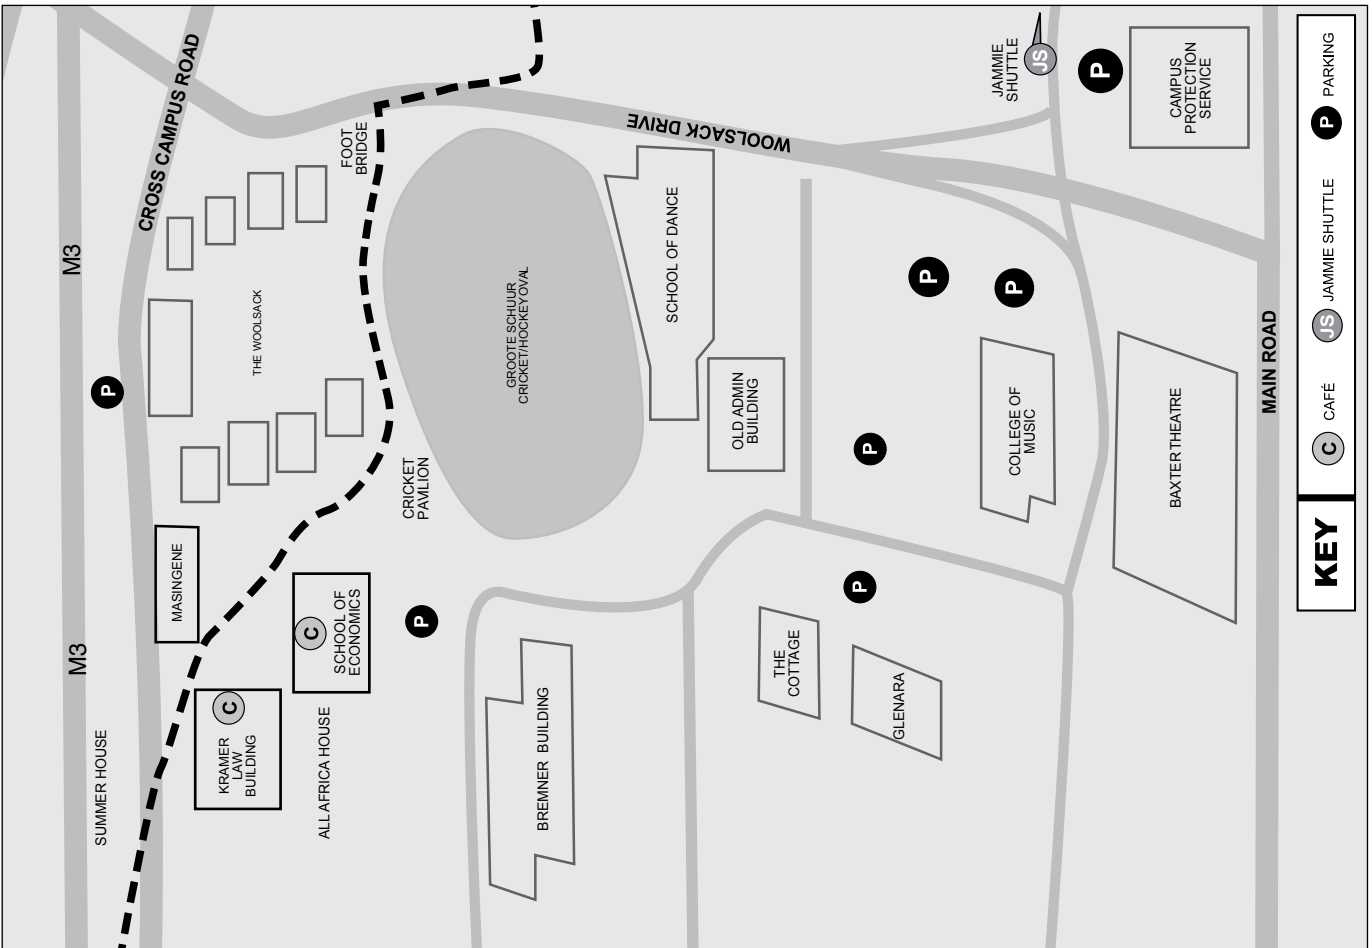 M3
M3
CROSS CAMPUS ROAD
P
SUMMER HOUSE
MASINGENE
KRAMER
LAW
BUILDING
C
THE WOOLSACK
FOOT
BRIDGE
SCHOOL OF
ECONOMICS
C
ALL AFRICA HOUSE
CRICKET
PAVLION
P
GROOTE SCHUUR
CRICKET/HOCKEY OVAL
BREMNER BUILDING
WOOLSACK DRIVE
SCHOOL OF DANCE
OLD ADMIN
BUILDING
THE
COTTAGE
GLENARA
P
P
P
P
COLLEGE OF
MUSIC
JAMMIE
SHUTTLE
JS
P
CAMPUS
PROTECTION
SERVICE
BAXTER THEATRE
MAIN ROAD
KEY
C CAFÉ
JS JAMMIE SHUTTLE
P PARKING